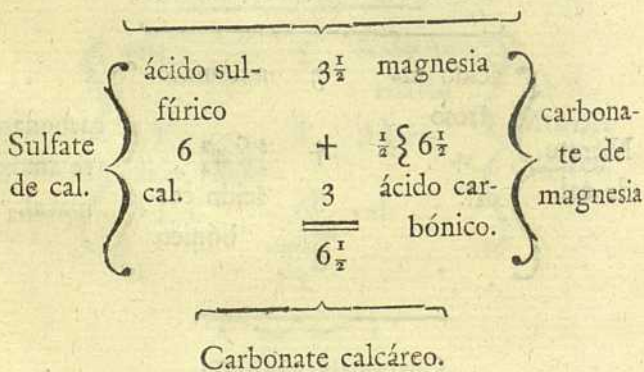 ácido sul- 3½ magnesia
fúrico
Sulfate 6 + ½ { 6½ carbona-
te de
de cal. cal. 3 ácido car- magnesia
bónico.
6½
Carbonate calcáreo.